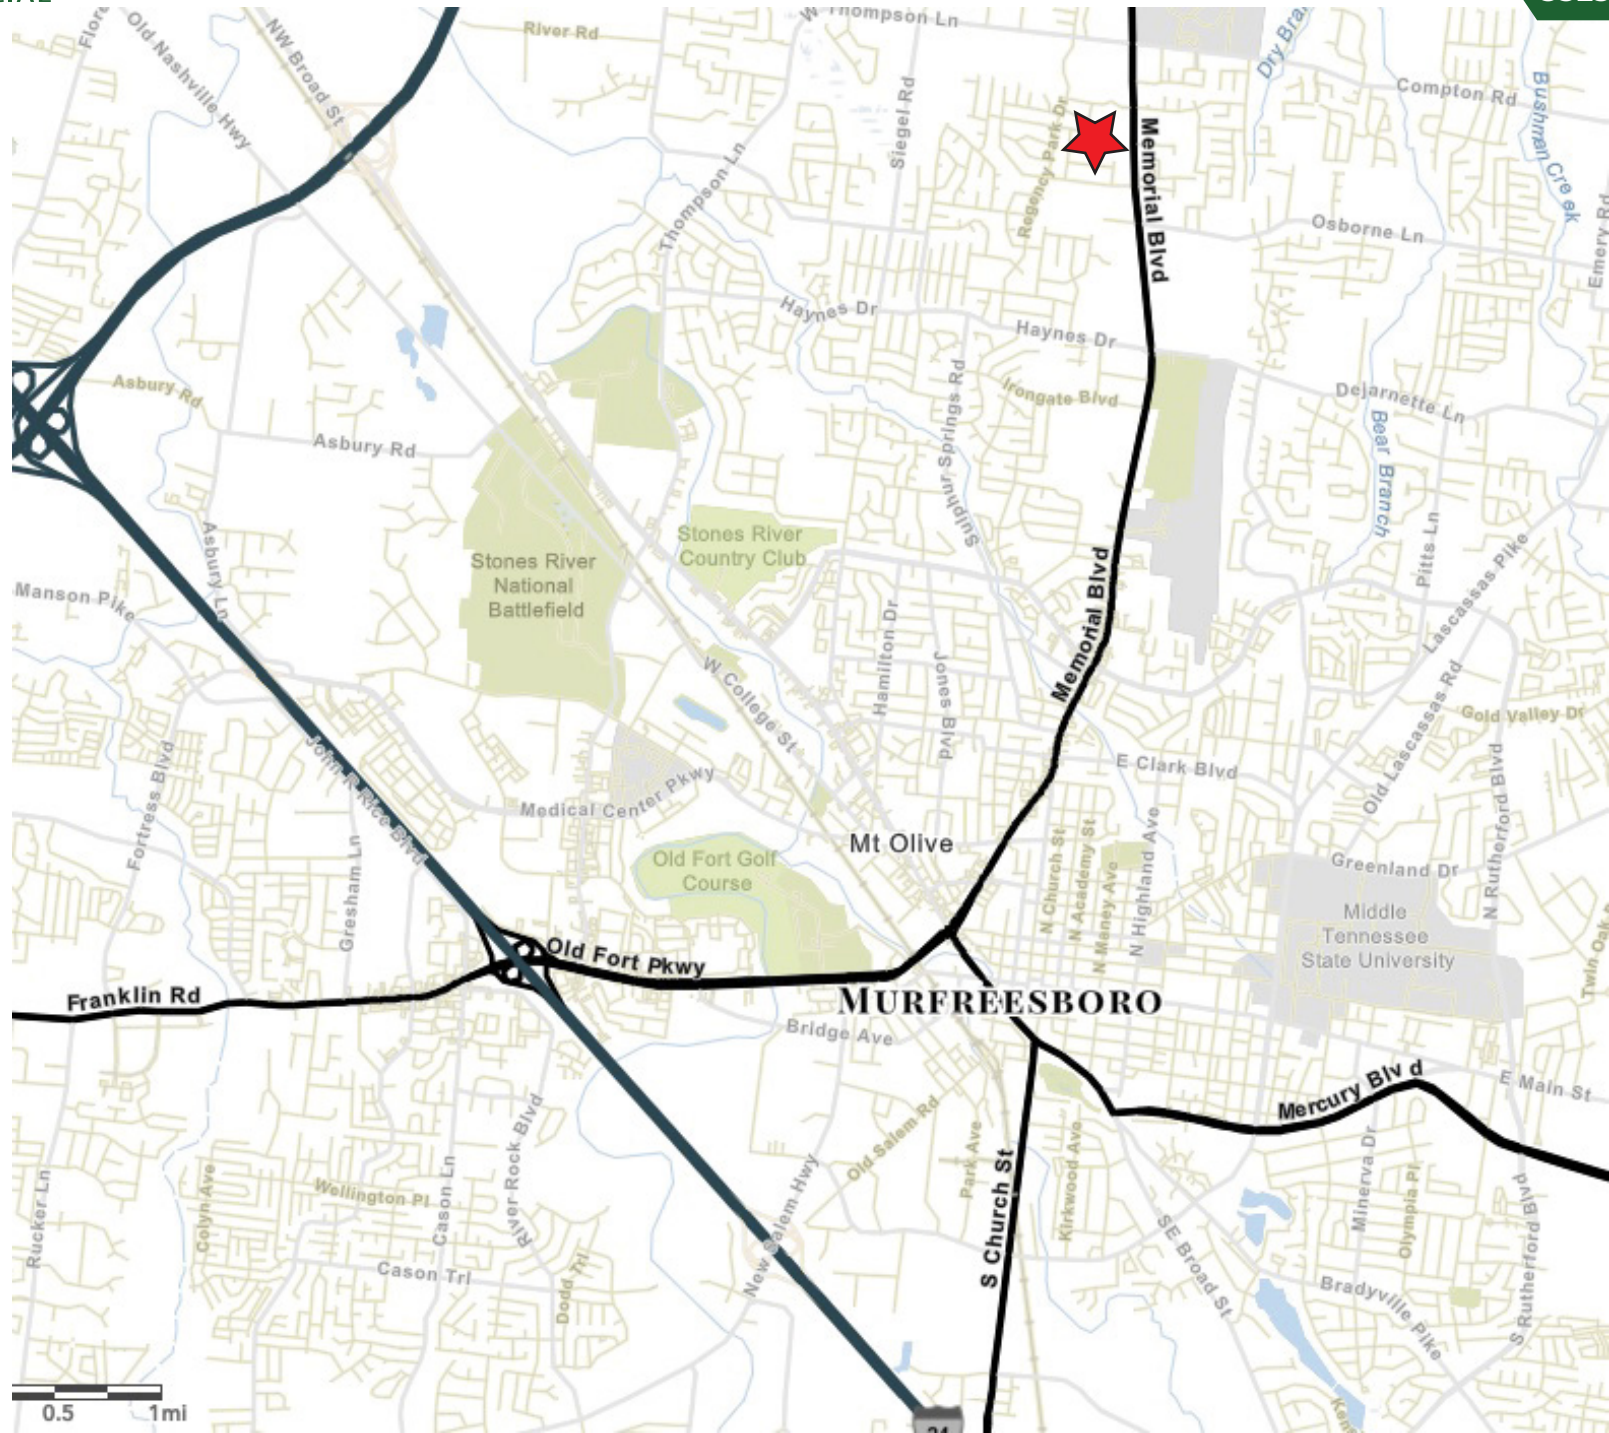 River Rd
W Thompson Ln
Old Nashville Hwy
NW Broad St
Siegel Rd
Regency Park Dr
Memorial Blvd
Compton Rd
Bushman Creek
Thompson Ln
Osborne Ln
Emery Rd
Haynes Dr
Haynes Dr
Asbury Rd
Asbury Rd
Sulphur Springs Rd
Irongate Blvd
Dejarnette Ln
Bear Branch
Stones River
Country Club
Stones River
National
Battlefield
Asbury Ln
Manson Pike
Memorial Blvd
Pitts Ln
Lascassas Pike
Old Lascassas Rd
Hamilton Dr
Jones Blvd
W College St
Gold Valley Dr
E Clark Blvd
John R Rice Blvd
Fortress Blvd
Medical Center Pkwy
Gresham Ln
Mt Olive
Old Fort Golf
Course
N Church St
N Academy St
N Maney Ave
N Highland Ave
Greenland Dr
N Rutherford Blvd
Middle
Tennessee
State University
Old Fort Pkwy
Franklin Rd
MURFREESBORO
Bridge Ave
Mercury Blvd
E Main St
Old Salem Rd
Park Ave
Kirkwood Ave
S Church St
New Salem Hwy
Rucker Ln
Colyn Ave
Wellington Pl
Cason Ln
River Rock Blvd
Cason Trl
Dodd Trl
SE Broad St
Minerva Dr
Olympia Pl
Bradyville Pike
S Rutherford Blvd
0.5 1mi